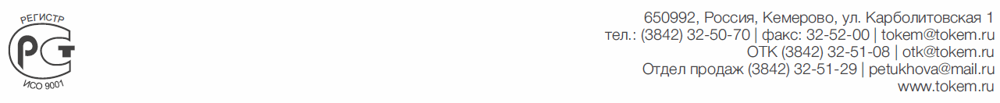 РЕГИСТР
РСТ
ИСО 9001
650992, Россия, Кемерово, ул. Карболитовская 1
тел.: (3842) 32-50-70 | факс: 32-52-00 | tokem@tokem.ru
ОТК (3842) 32-51-08 | otk@tokem.ru
Отдел продаж (3842) 32-51-29 | petukhova@mail.ru
www.tokem.ru